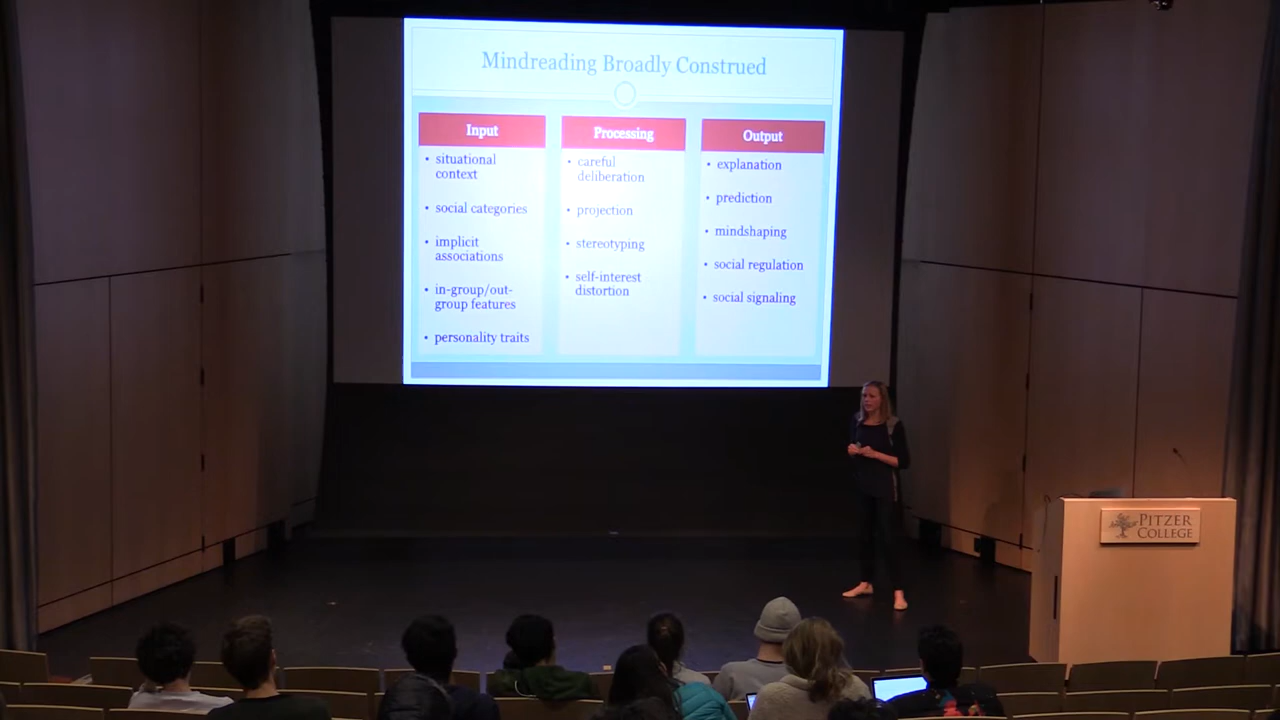 Mindreading Broadly Construed
Input
• situational
context
• social categories
• implicit
associations
• in-group/out-
group features
• personality traits
Processing
• careful
deliberation
• projection
• stereotyping
• self-interest
distortion
Output
• explanation
• prediction
• mindshaping
• social regulation
• social signaling
PITZER
COLLEGE